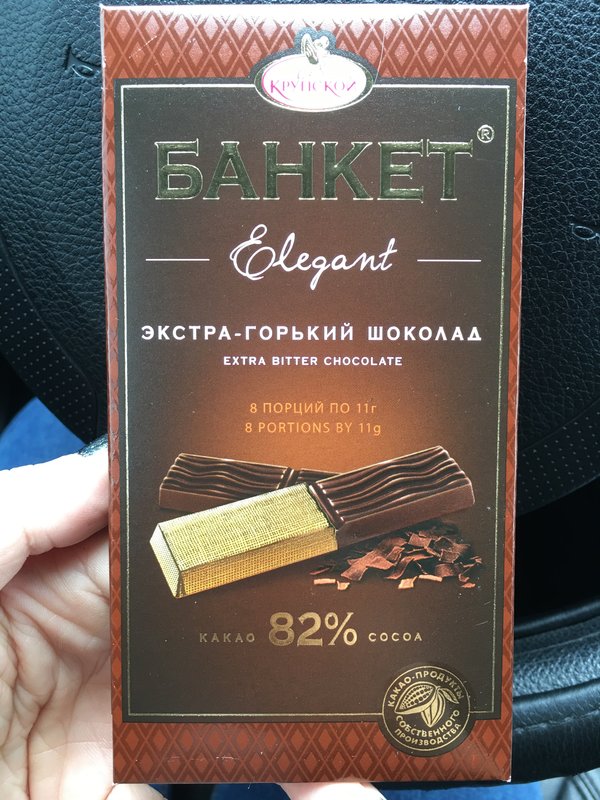 КРУПСКОЙ
БАНКЕТ®
Elegant
ЭКСТРА-ГОРЬКИЙ ШОКОЛАД
EXTRA BITTER CHOCOLATE
8 ПОРЦИЙ ПО 11г
8 PORTIONS BY 11g
КАКАО 82% COCOA
КАКАО-ПРОДУКТЫ
СОБСТВЕННОГО
ПРОИЗВОДСТВА